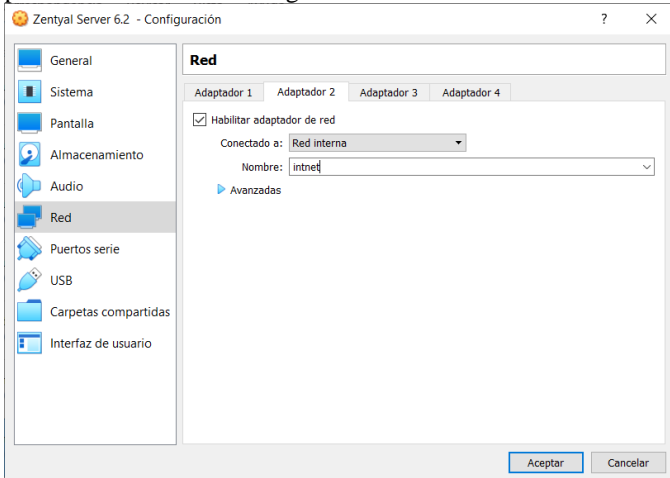 Zentyal Server 6.2 - Configuración
?
General
Sistema
Pantalla
Almacenamiento
Audio
Red
Puertos serie
USB
Carpetas compartidas
Interfaz de usuario
Red
Adaptador 1 Adaptador 2 Adaptador 3 Adaptador 4
Habilitar adaptador de red
Conectado a: Red interna
Nombre: intnet
Avanzadas
Aceptar Cancelar